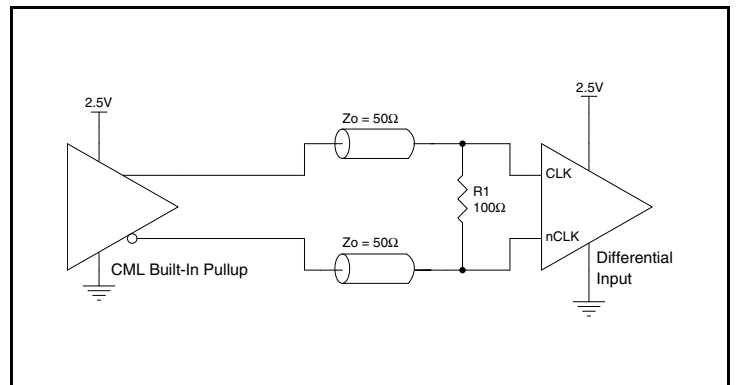 2.5V
2.5V
Zo = 50Ω
CLK
R1
100Ω
nCLK
Zo = 50Ω
CML Built-In Pullup
Differential
Input